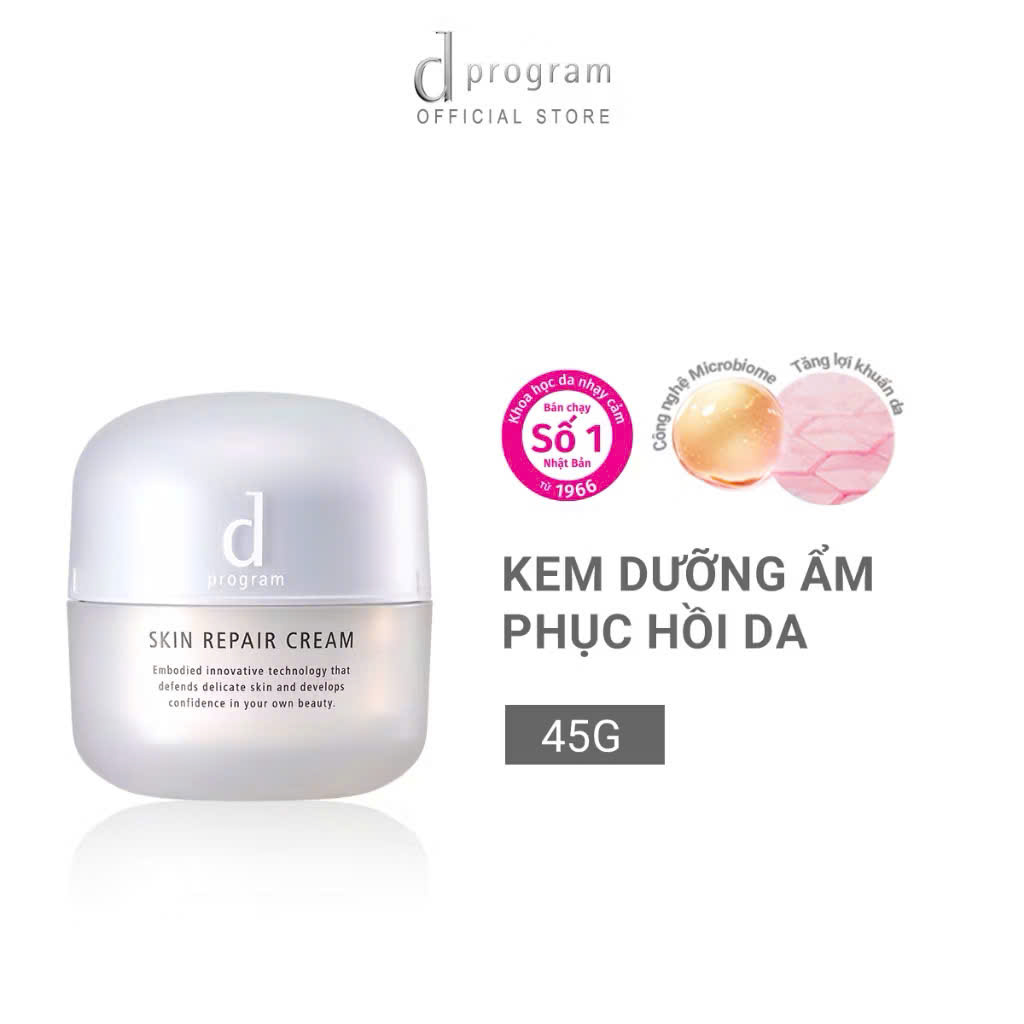 d program
OFFICIAL STORE
Khoa học da nhạy cảm
Bán chạy
Số 1
Nhật Bản
Từ 1966
Công nghệ Microbiome
Tăng lợi khuẩn da
d
program
SKIN REPAIR CREAM
Embodied innovative technology that
defends delicate skin and develops
confidence in your own beauty.
KEM DƯỠNG ẨM
PHỤC HỒI DA
45G